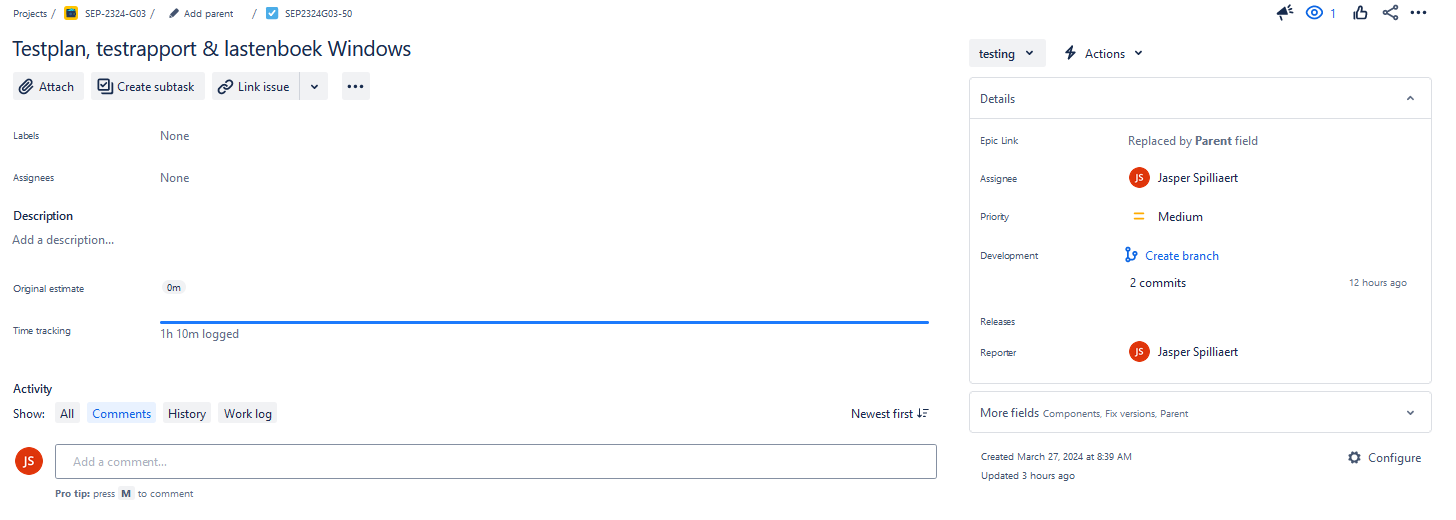 Projects / SEP-2324-G03 / Add parent / SEP2324G03-50
1
Testplan, testrapport & lastenboek Windows
Attach Create subtask Link issue
testing Actions
Labels None
Assignees None
Description
Add a description...
Original estimate 0m
Time tracking 1h 10m logged
Details
Epic Link Replaced by Parent field
Assignee JS Jasper Spilliaert
Priority Medium
Development Create branch
2 commits 12 hours ago
Releases
Reporter JS Jasper Spilliaert
More fields Components, Fix versions, Parent
Created March 27, 2024 at 8:39 AM
Updated 3 hours ago
Configure
Activity
Show: All Comments History Work log Newest first
JS Add a comment...
Pro tip: press M to comment